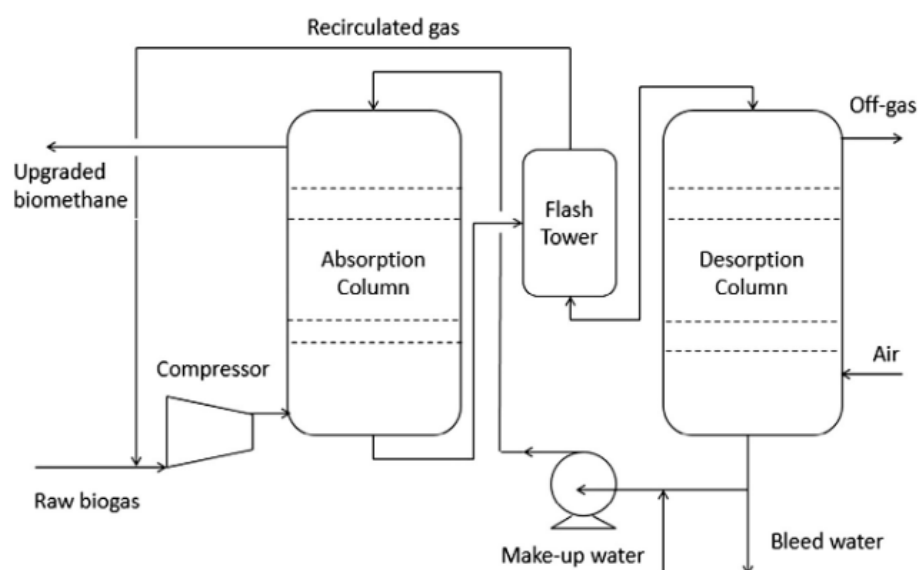 Recirculated gas
Off-gas
Upgraded
biomethane
Flash
Tower
Absorption
Column
Desorption
Column
Air
Compressor
Raw biogas
Make-up water
Bleed water